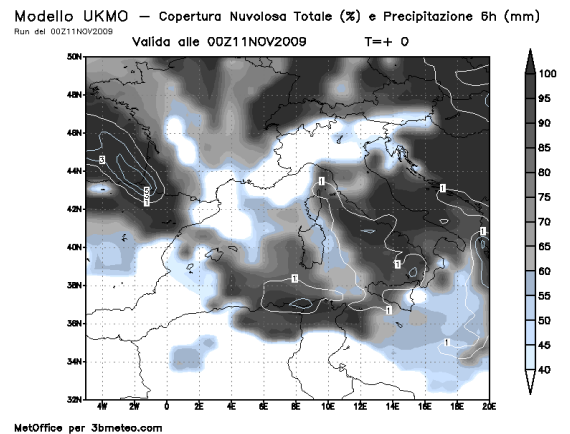 Modello UKMO — Copertura Nuvolosa Totale (%) e Precipitazione 6h (mm)
Run del 00Z11NOV2009
Valida alle 00Z11NOV2009 T=+ 0
50N
48N
46N
44N
42N
40N
38N
36N
34N
32N
4W 2W 0 2E 4E 6E 8E 10E 12E 14E 16E 18E 20E
100
95
90
85
80
75
70
65
60
55
50
45
40
3
1
1
1
1
8
1
1
1
MetOffice per 3bmeteo.com